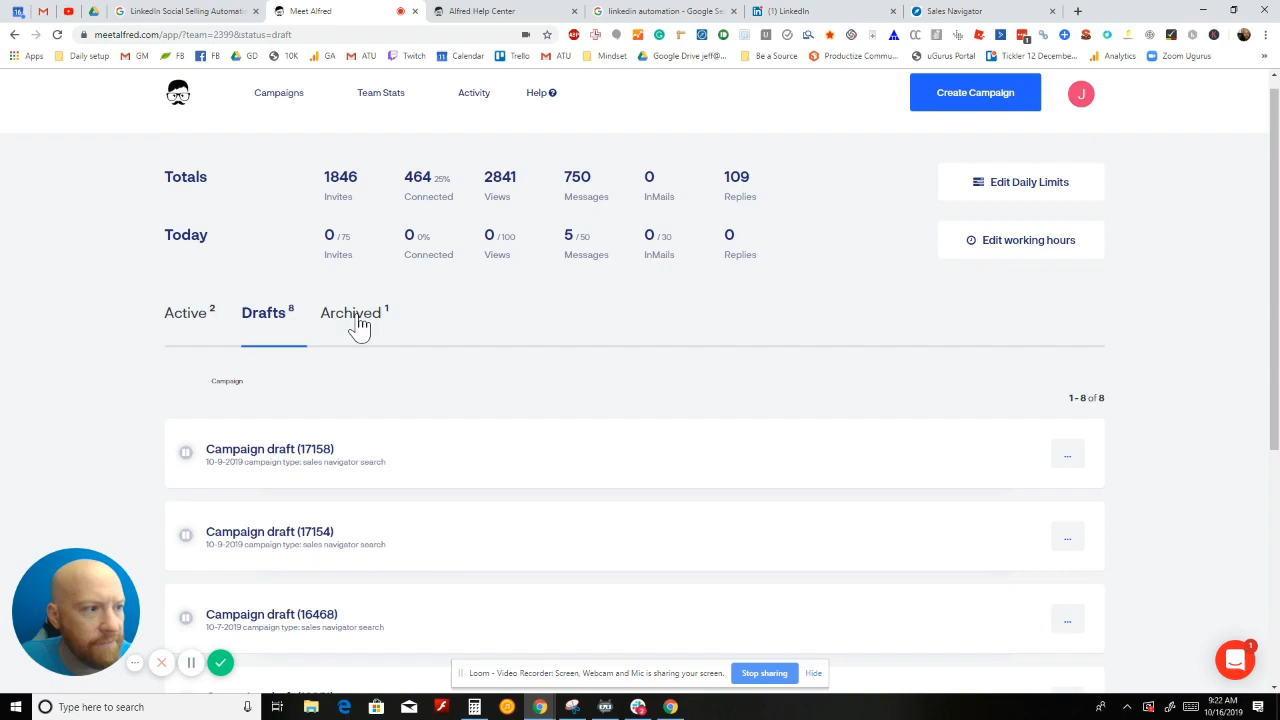 LinkedIn Social Selling Automati
Meet Alfred
Alfred Help Center
linkedin automation - Google Se
(1) LinkedIn
Sales Navigator
meetalfred.com/app/?team=2399&status=draft
Apps
Daily setup
GM
FB
FB
GD
10K
GA
ATU
Twitch
Calendar
Trello
ATU
Mindset
Google Drive jeff@...
Be a Source
Productize Commu...
uGurus Portal
Tickler 12 Decembe...
Analytics
Zoom Ugurus
»
Campaigns
Team Stats
Activity
Help
Create Campaign
J
Totals
1846
464 25%
2841
750
0
109
Invites
Connected
Views
Messages
InMails
Replies
Edit Daily Limits
Today
0 / 75
0 0%
0 / 100
5 / 50
0 / 30
0
Invites
Connected
Views
Messages
InMails
Replies
Edit working hours
Active 2
Drafts 8
Archived 1
Campaign
1 - 8 of 8
Campaign draft (17158)
10-9-2019 campaign type: sales navigator search
...
Campaign draft (17154)
10-9-2019 campaign type: sales navigator search
...
Campaign draft (16468)
10-7-2019 campaign type: sales navigator search
...
Loom - Video Recorder: Screen, Webcam and Mic is sharing your screen.
Stop sharing
Hide
1
Type here to search
9:22 AM
10/16/2019